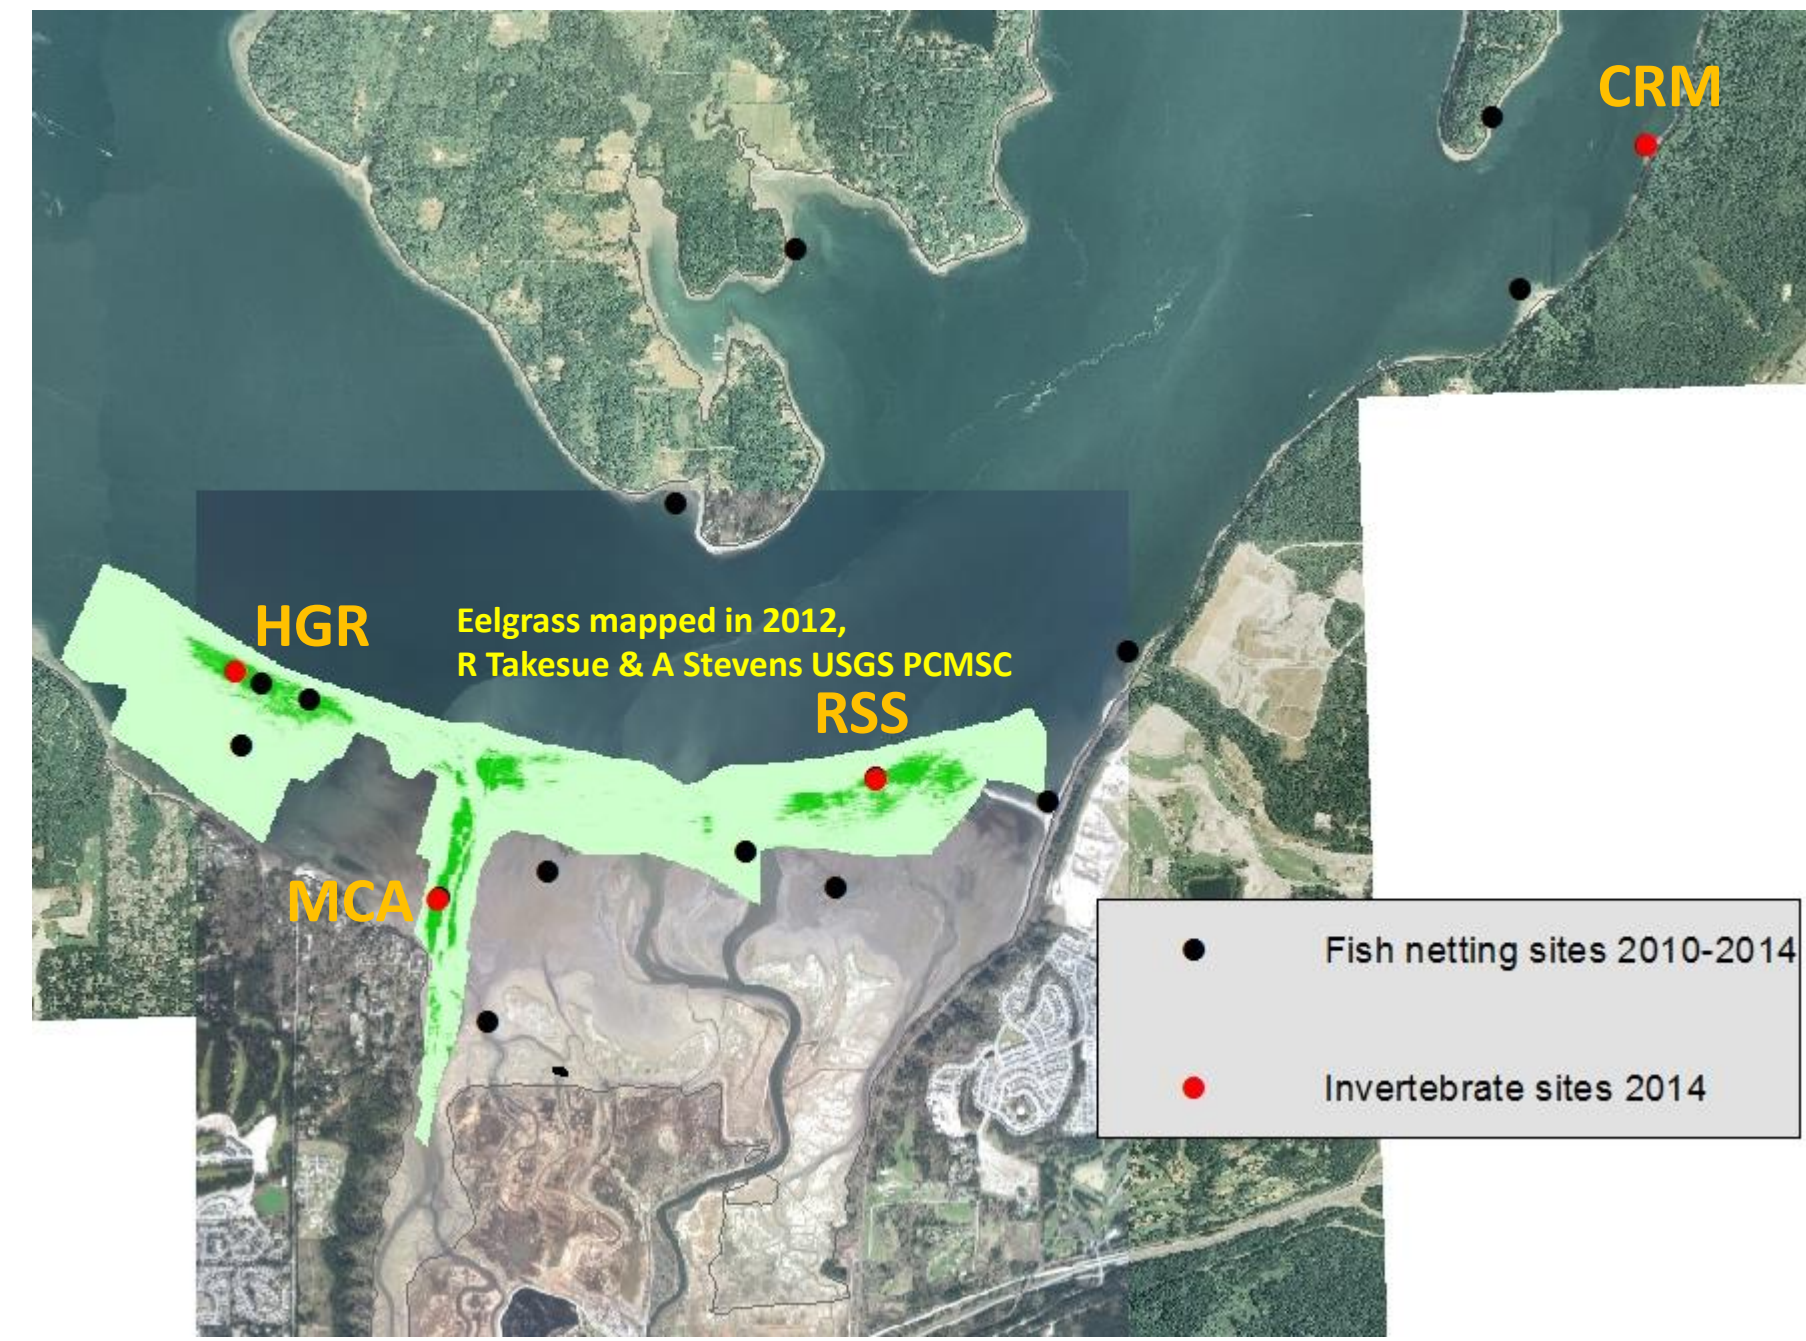 CRM
HGR
Eelgrass mapped in 2012,
R Takesue & A Stevens USGS PCMSC
RSS
MCA
Fish netting sites 2010-2014
Invertebrate sites 2014